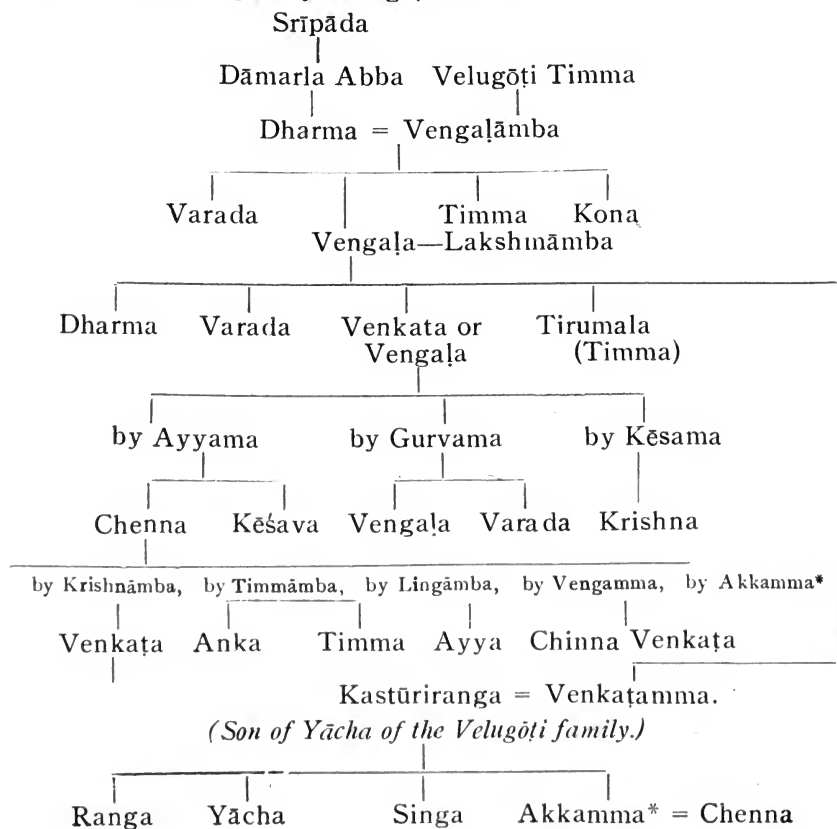 Srīpāda
Dāmarla Abba Velugōṭi Timma
Dharma = Vengaḷāmba
Varada Timma Kona
Vengaḷa—Lakshmāmba
Dharma Varada Venkata or Tirumala
Vengaḷa (Timma)
by Ayyama by Gurvama by Kēsama
Chenna Kēśava Vengaḷa Varada Krishna
by Krishnāmba, by Timmāmba, by Lingāmba, by Vengamma, by Akkamma*
Venkaṭa Anka Timma Ayya Chinna Venkaṭa
Kastūriranga = Venkaṭamma.
(Son of Yācha of the Velugōṭi family.)
Ranga Yācha Singa Akkamma* = Chenna